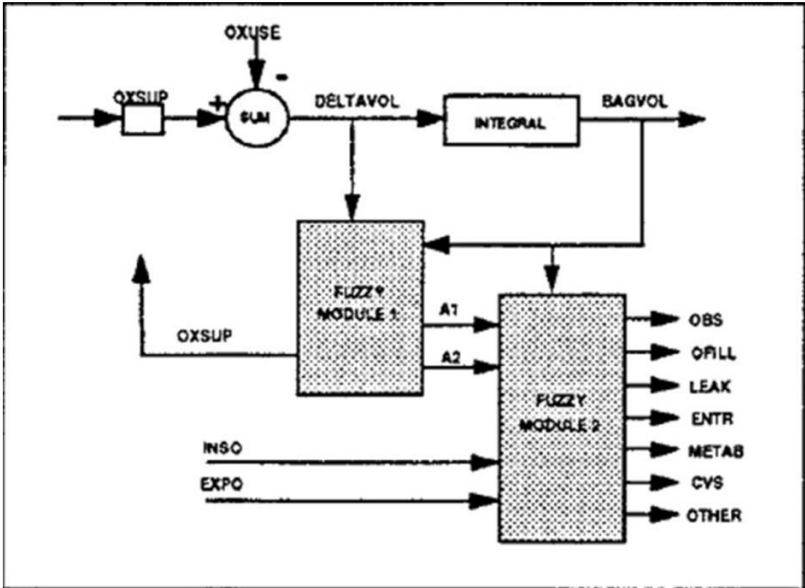 OXUSE
-
OXSUP
+
SUM
DELTAVOL
INTEGRAL
BAGVOL
FUZZY
MODULE 1
A1
A2
OXSUP
FUZZY
MODULE 2
OBS
OFILL
LEAK
ENTR
METAB
CVS
OTHER
INSO
EXPO